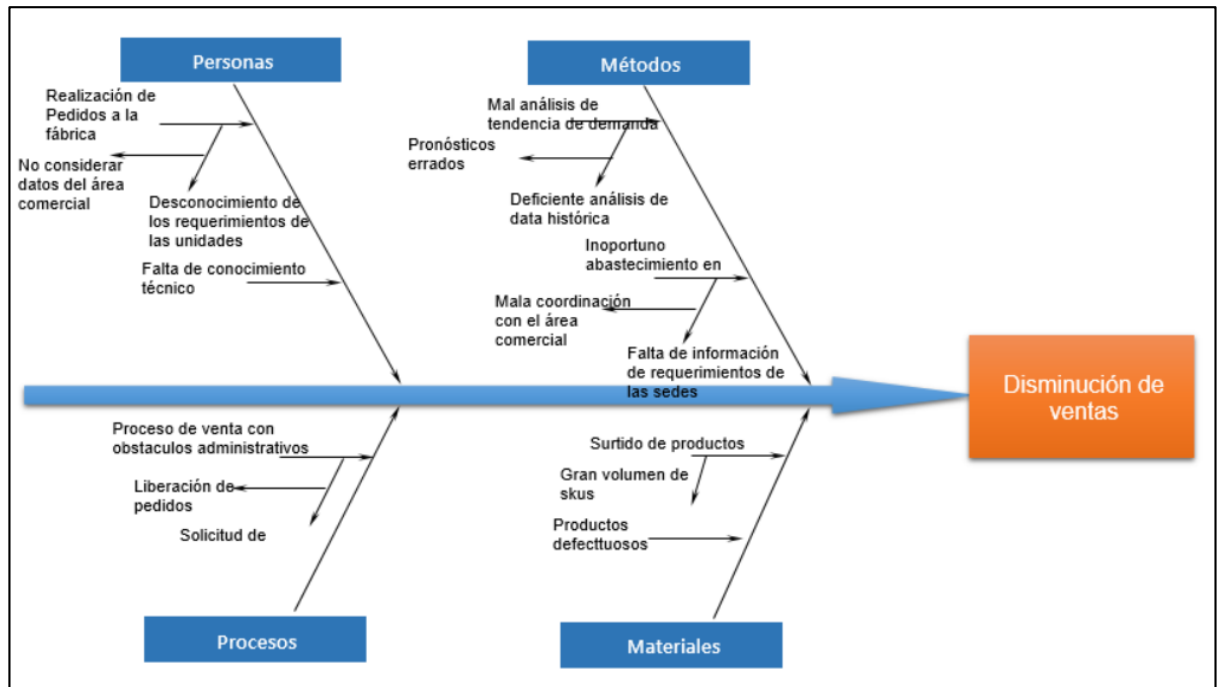 Personas
Realización de
Pedidos a la
fábrica
No considerar
datos del área
comercial
Desconocimiento de
los requerimientos de
las unidades
Falta de conocimiento
técnico
Métodos
Mal análisis de
tendencia de demanda
Pronósticos
errados
Deficiente análisis de
data histórica
Inoportuno
abastecimiento en
Mala coordinación
con el área
comercial
Falta de información
de requerimientos de
las sedes
Disminución de
ventas
Proceso de venta con
obstaculos administrativos
Liberación de
pedidos
Solicitud de
Procesos
Surtido de productos
Gran volumen de
skus
Productos
defecttuosos
Materiales